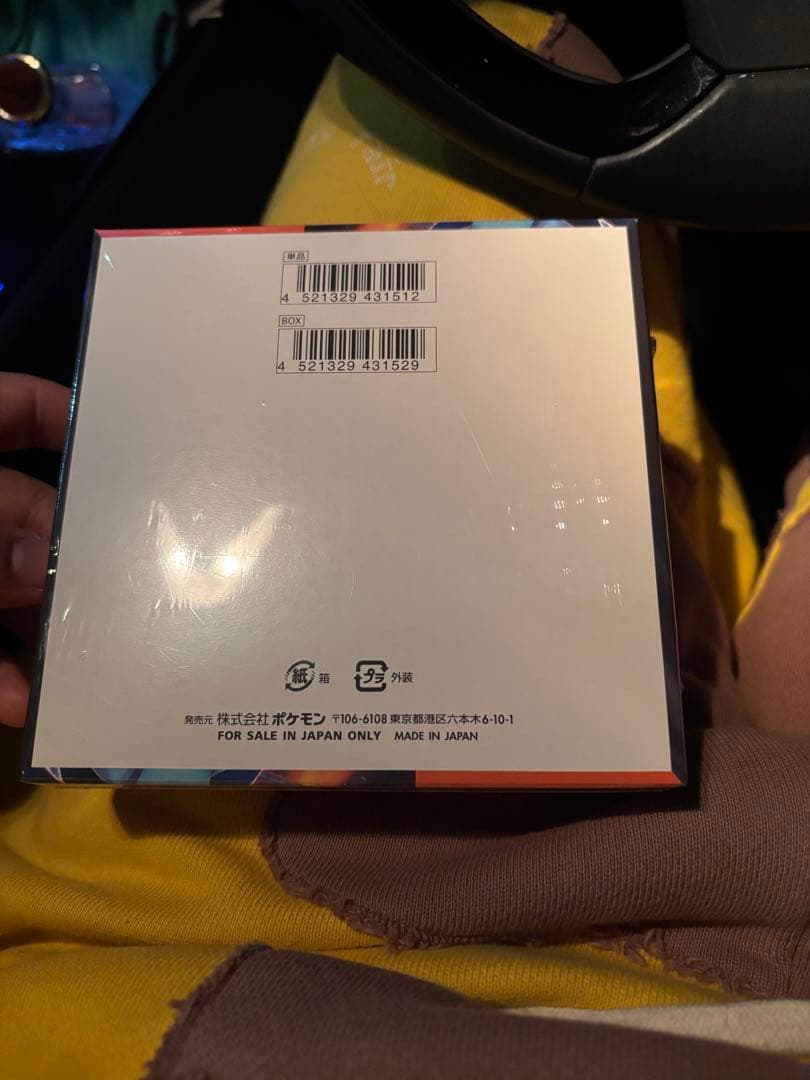 単品
4 521329 431512
BOX
4 521329 431529
紙 箱
プラ 外装
発売元 株式会社ポケモン 〒106-6108 東京都港区六本木6-10-1
FOR SALE IN JAPAN ONLY MADE IN JAPAN